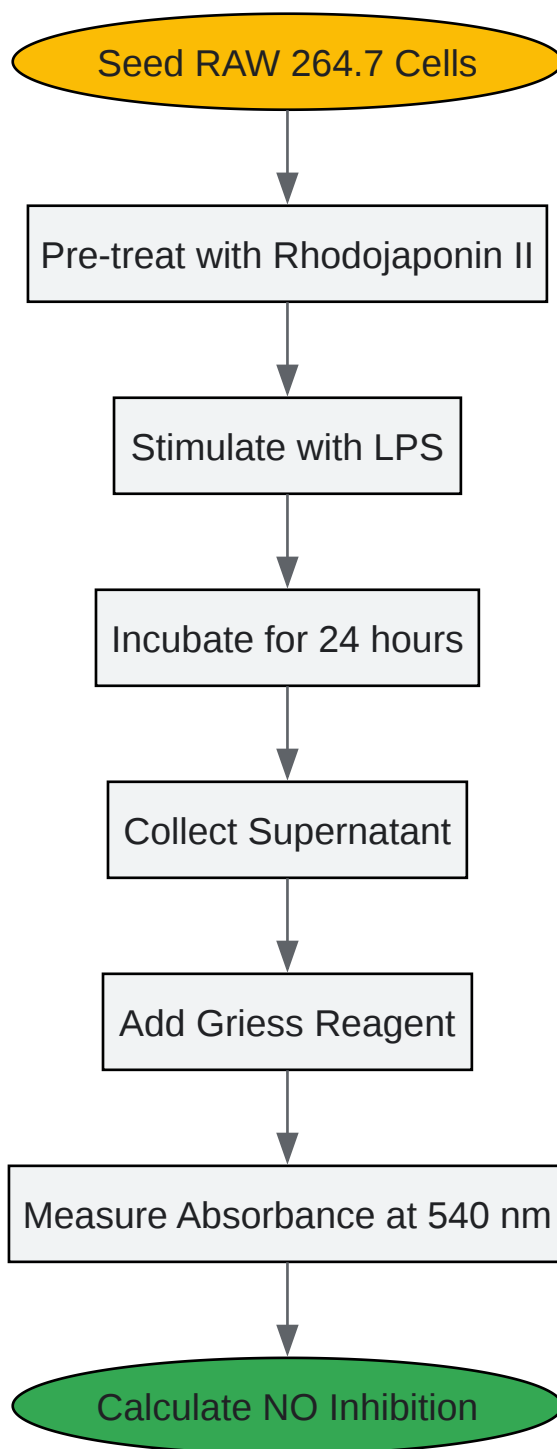 Seed RAW 264.7 Cells
Pre-treat with Rhodojaponin II
Stimulate with LPS
Incubate for 24 hours
Collect Supernatant
Add Griess Reagent
Measure Absorbance at 540 nm
Calculate NO Inhibition